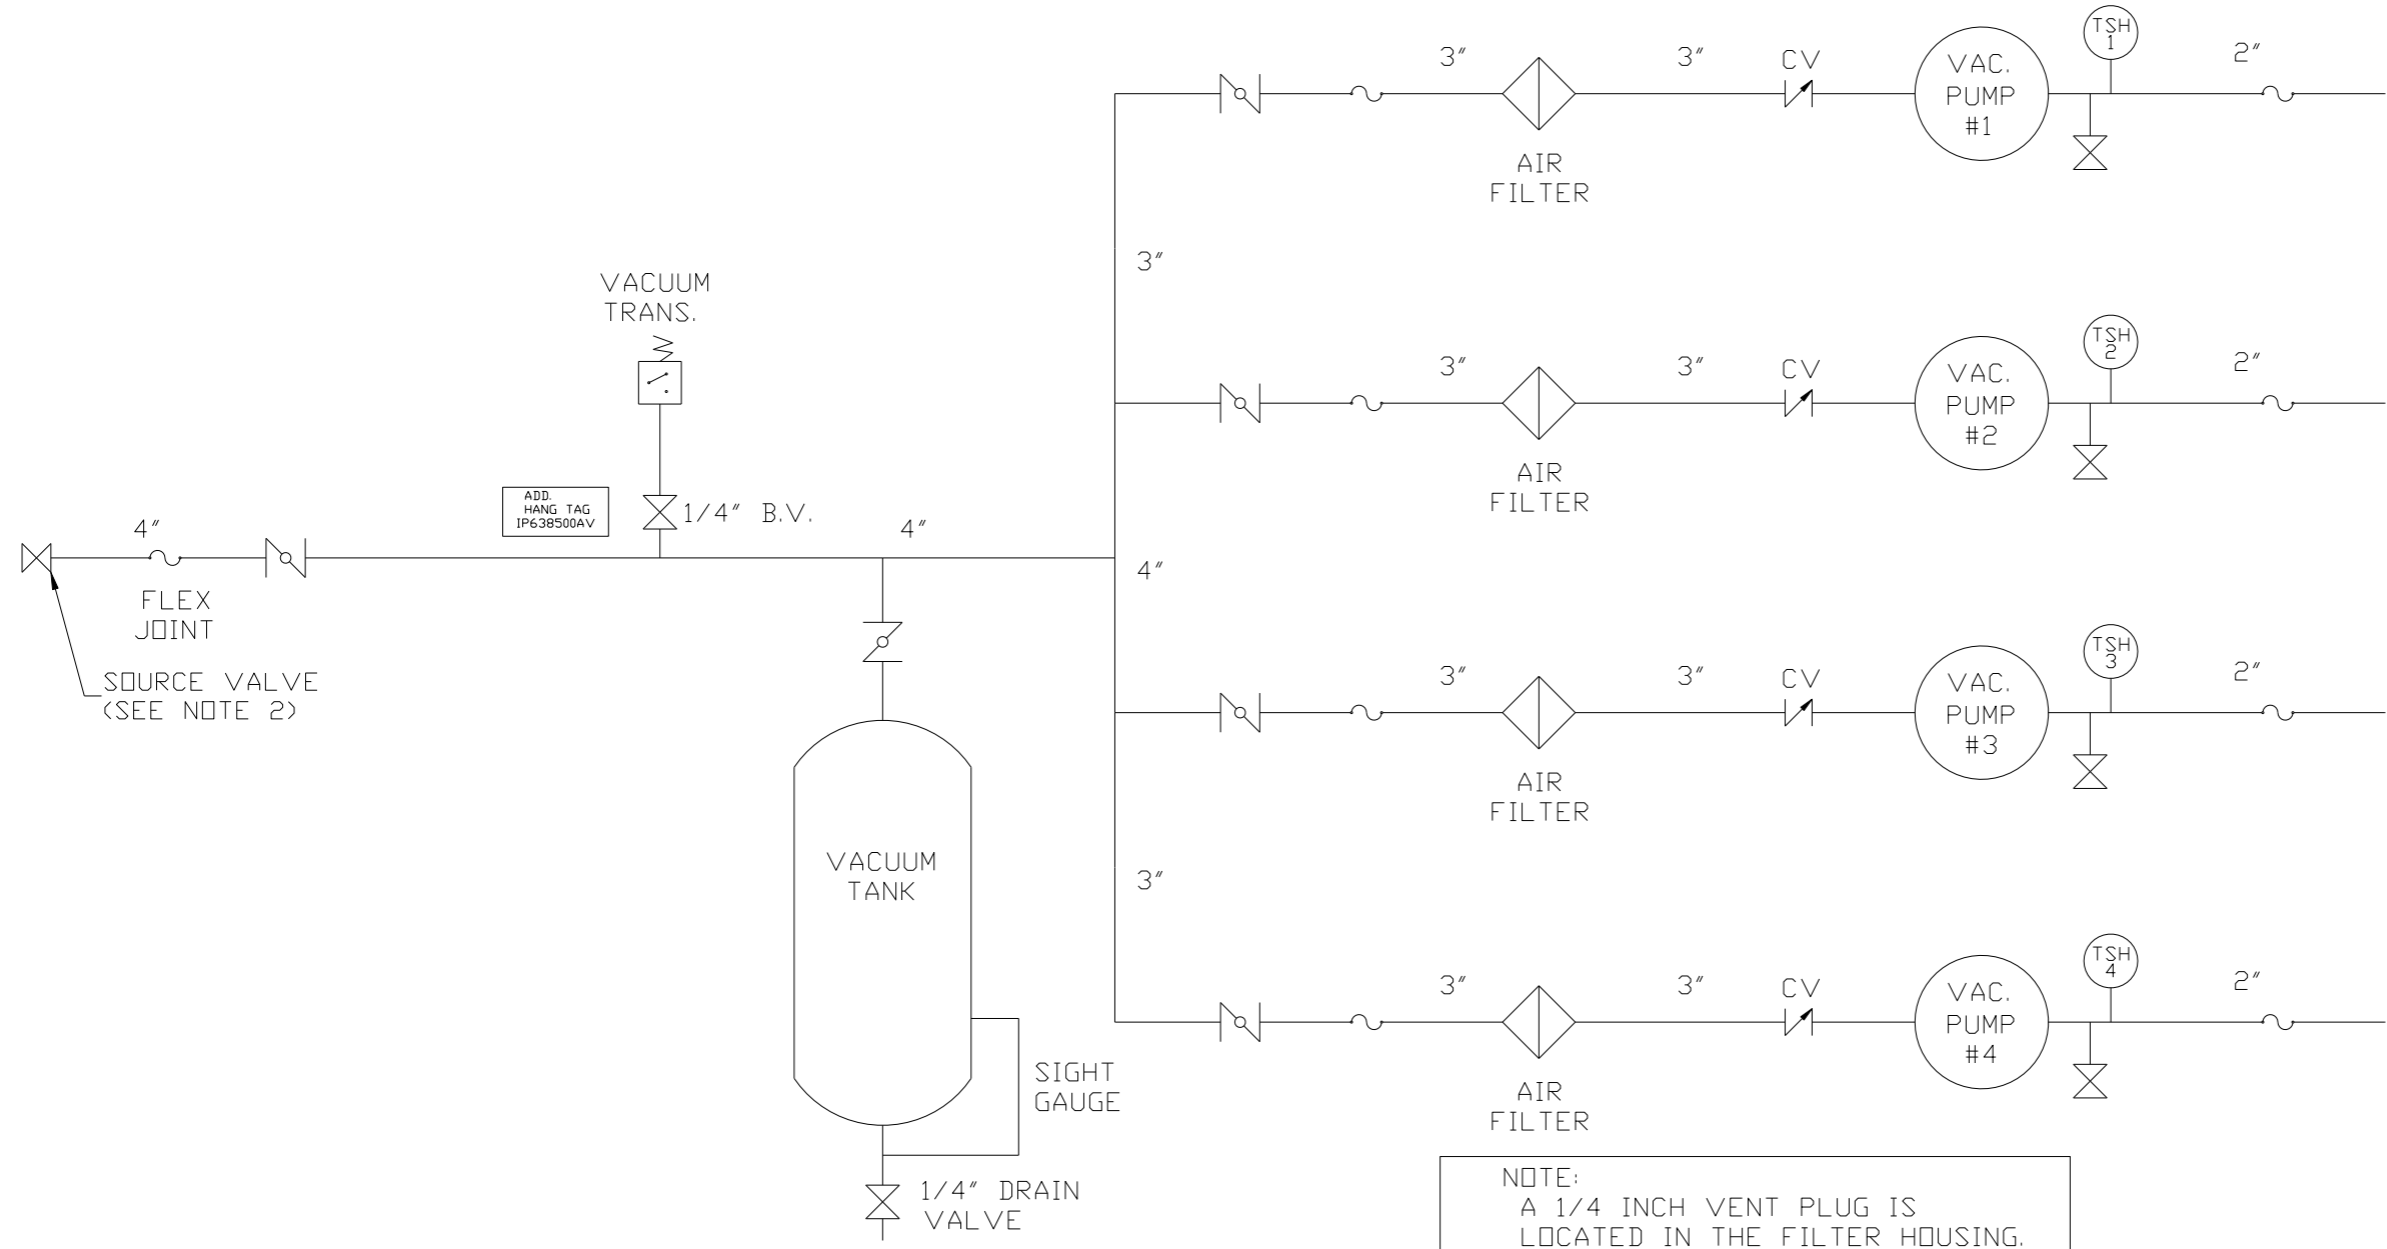 3″
3″
CV
VAC.
PUMP
#1
TSH
1
2″
AIR
FILTER
3″
VACUUM
TRANS.
3″
3″
CV
VAC.
PUMP
#2
TSH
2
2″
AIR
FILTER
ADD.
HANG TAG
IP638500AV
1/4″ B.V.
4″
4″
4″
FLEX
JOINT
SOURCE VALVE
(SEE NOTE 2)
3″
3″
CV
VAC.
PUMP
#3
TSH
3
2″
AIR
FILTER
VACUUM
TANK
3″
3″
3″
CV
VAC.
PUMP
#4
TSH
4
2″
AIR
FILTER
SIGHT
GAUGE
1/4″ DRAIN
VALVE
NOTE:
A 1/4 INCH VENT PLUG IS
LOCATED IN THE FILTER HOUSING.